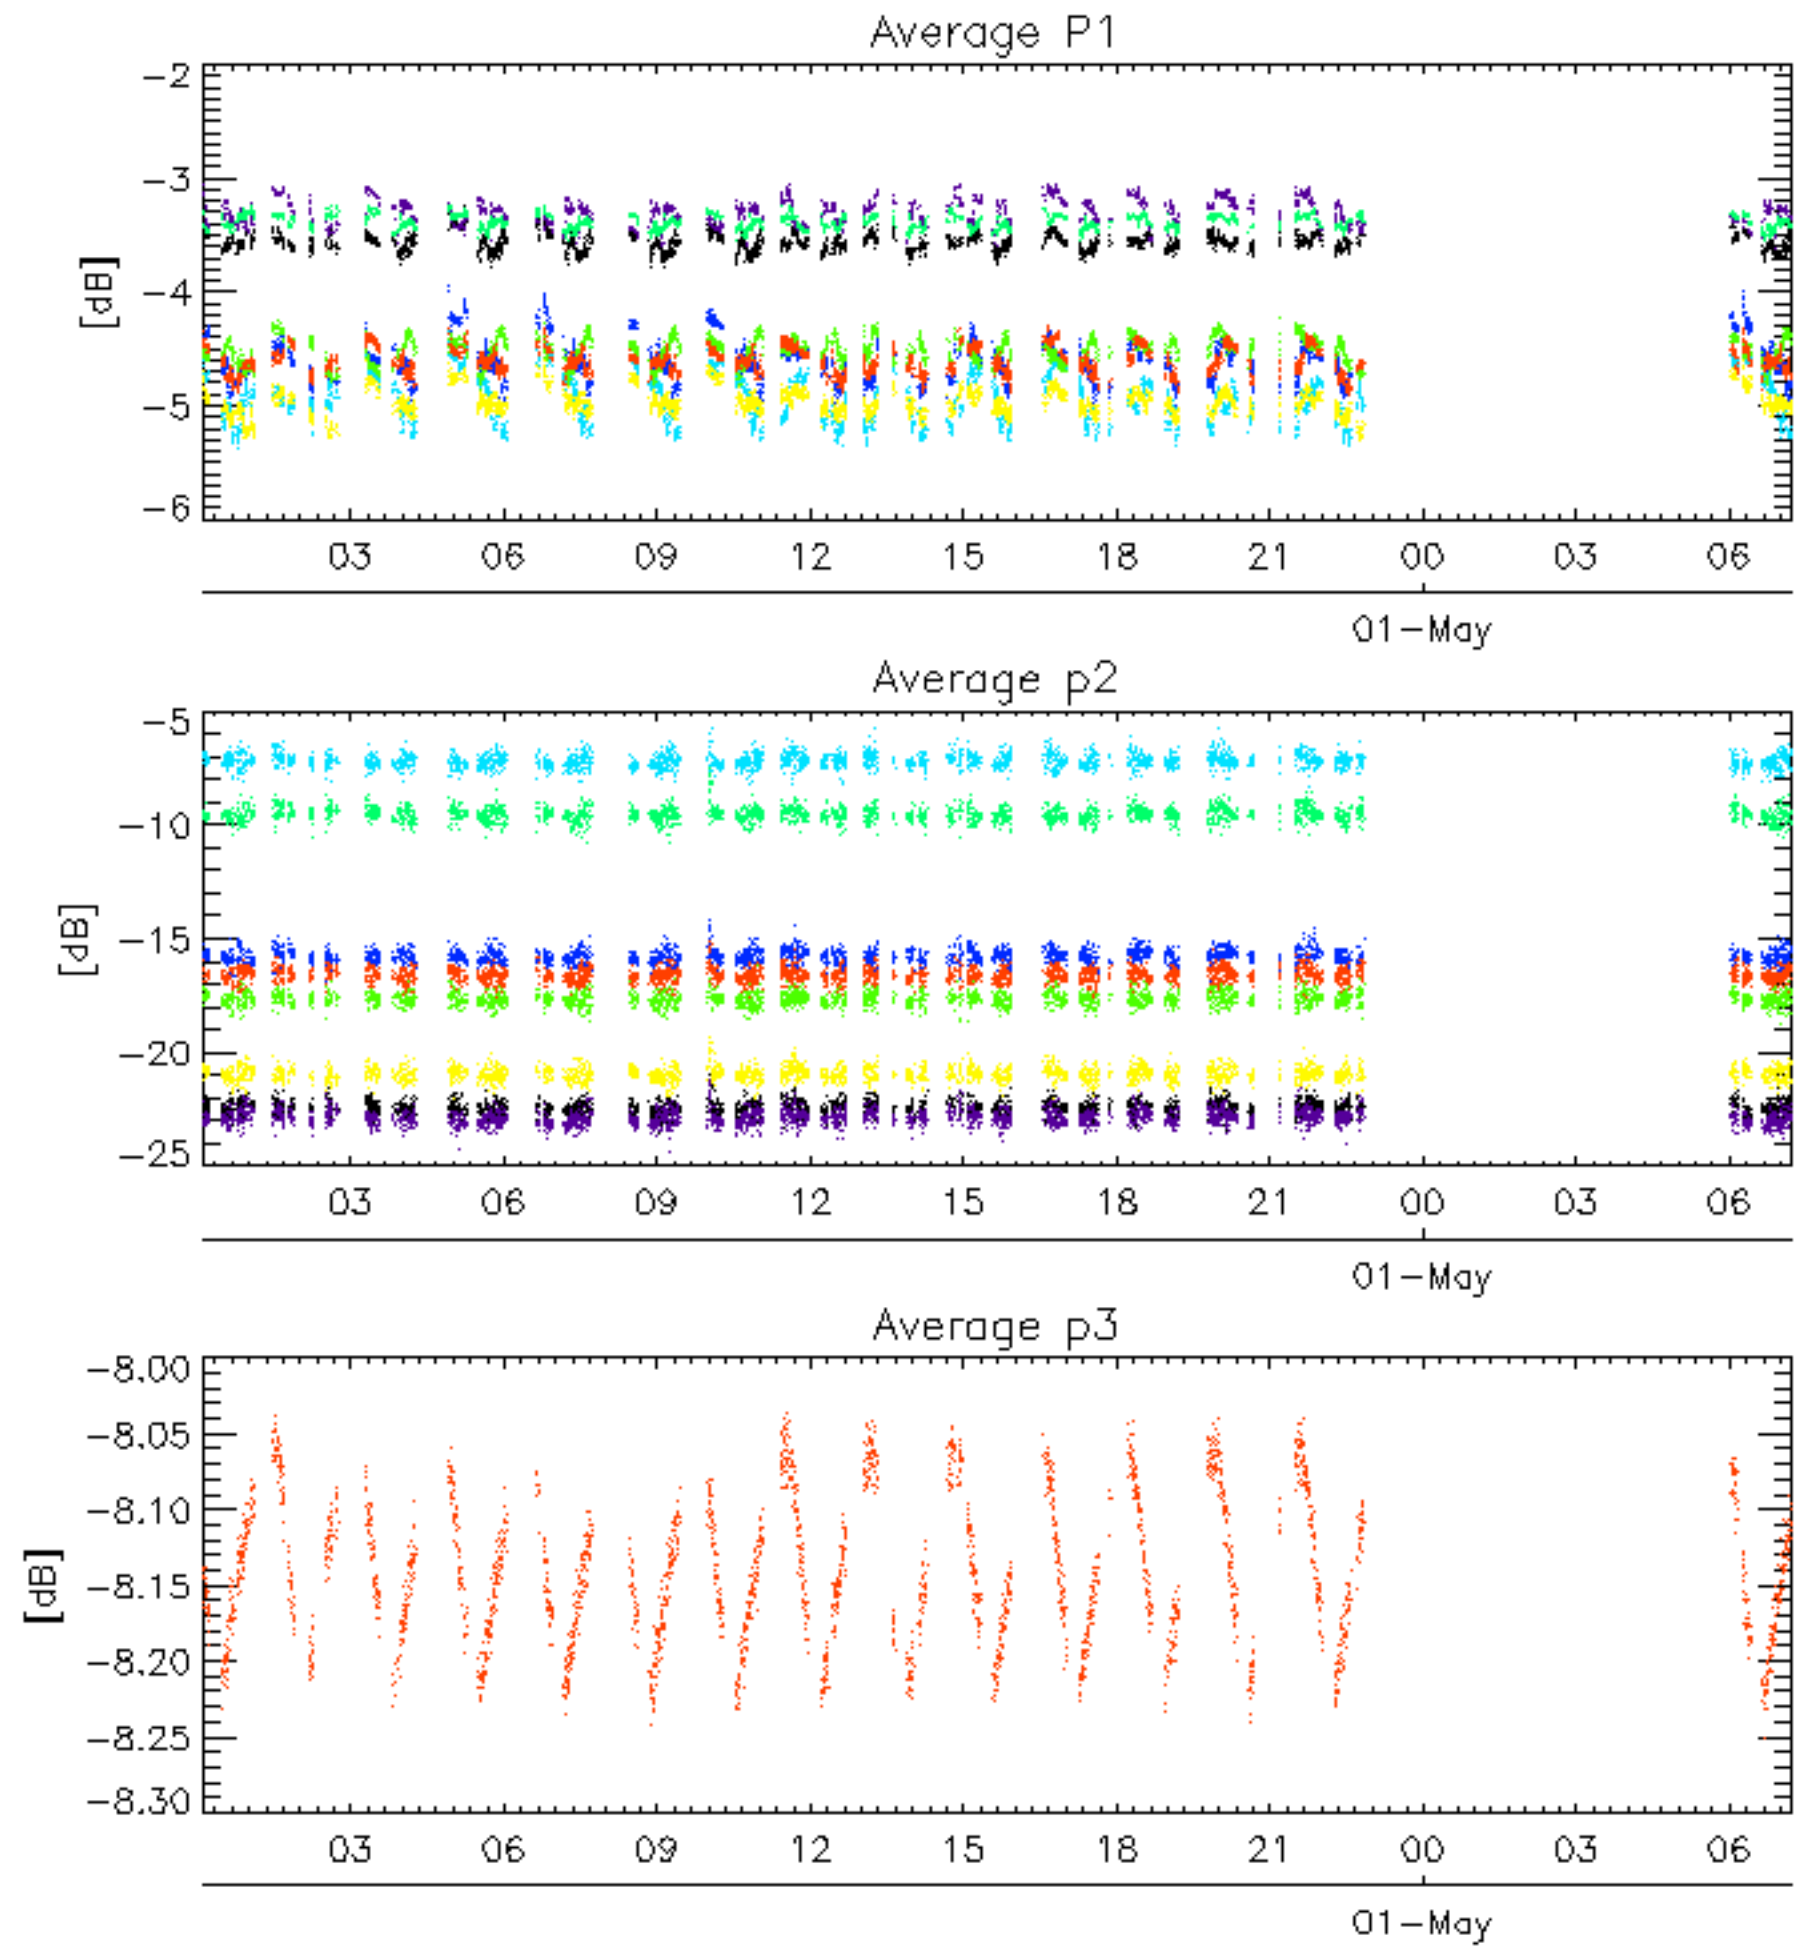 Average P1
-2
-3
-4
-5
-6
[dB]
03 06 09 12 15 18 21 00 03 06
01-May
Average p2
-5
-10
-15
-20
-25
[dB]
03 06 09 12 15 18 21 00 03 06
01-May
Average p3
-8.00
-8.05
-8.10
-8.15
-8.20
-8.25
-8.30
[dB]
03 06 09 12 15 18 21 00 03 06
01-May